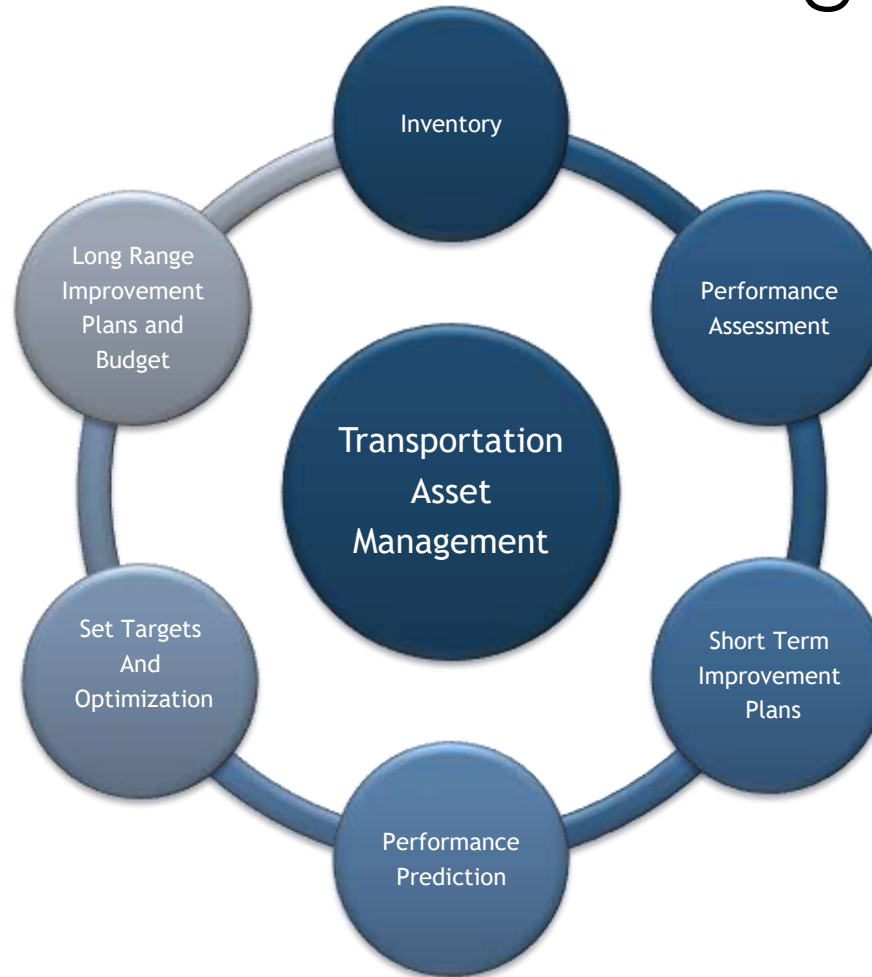 Inventory
Performance
Assessment
Short Term
Improvement
Plans
Performance
Prediction
Set Targets
And
Optimization
Long Range
Improvement
Plans and
Budget
Transportation
Asset
Management